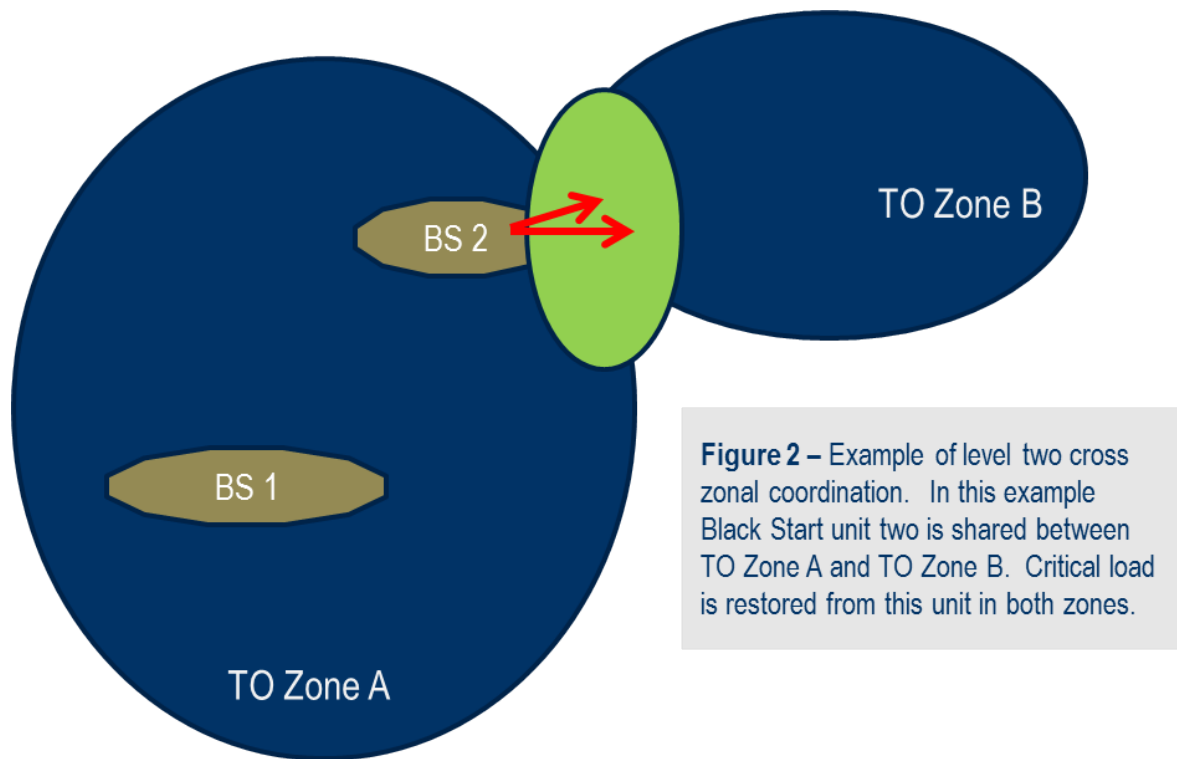 TO Zone B
BS 2
BS 1
TO Zone A
Figure 2 – Example of level two cross
zonal coordination. In this example
Black Start unit two is shared between
TO Zone A and TO Zone B. Critical load
is restored from this unit in both zones.